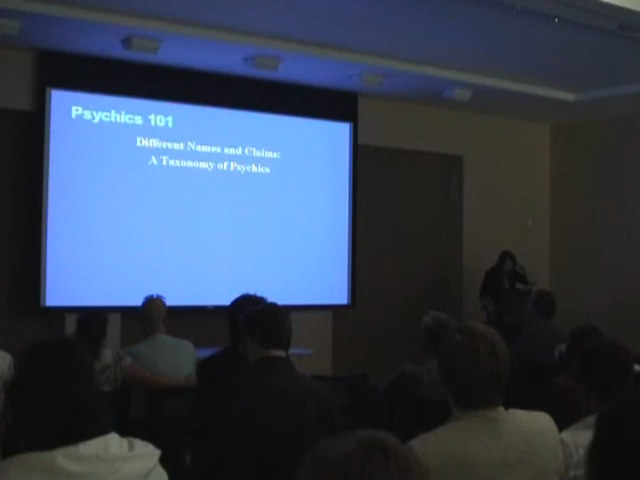 Psychics 101
Different Names and Claims:
A Taxonomy of Psychics